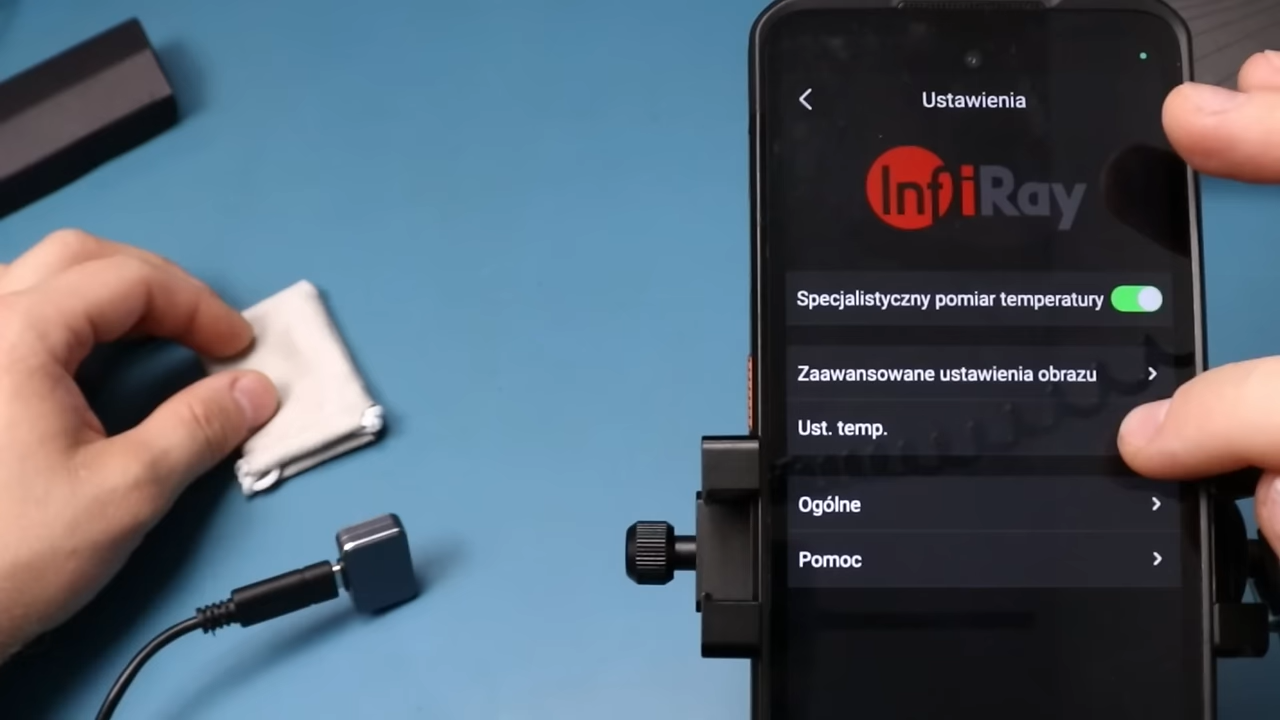 Ustawienia
InfiRay
Specjalistyczny pomiar temperatury
Zaawansowane ustawienia obrazu
Ust. temp.
Ogólne
Pomoc